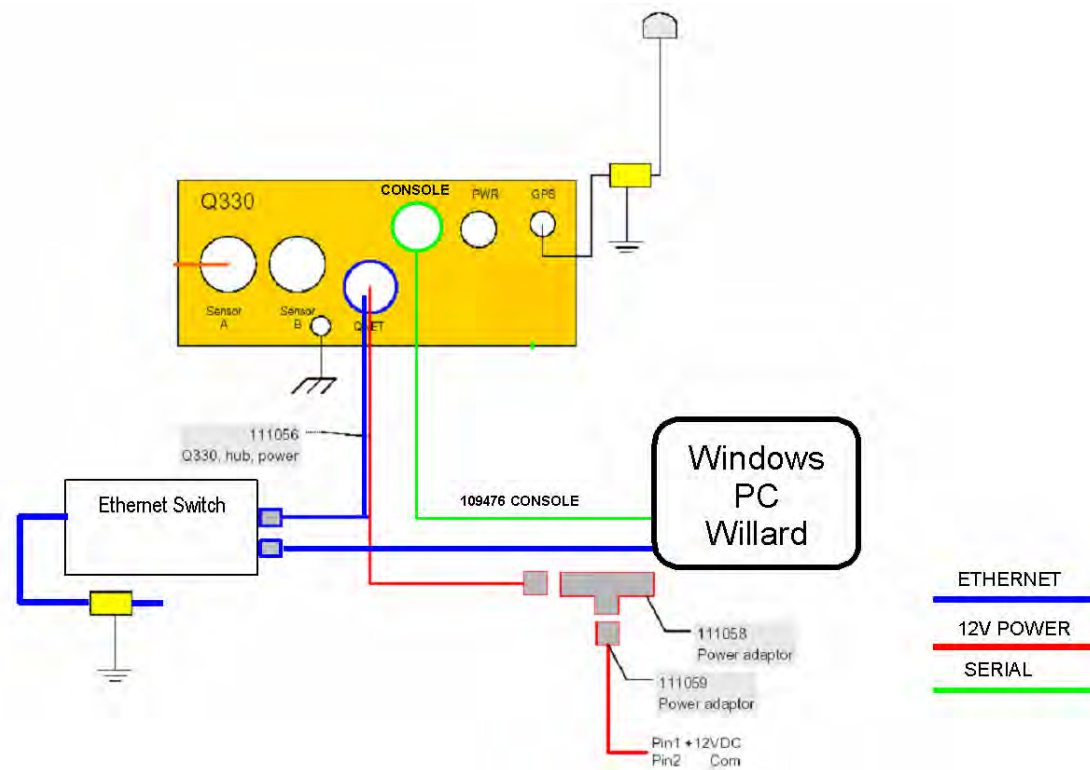 Q330
CONSOLE
PWR
GPS
Sensor
A
Sensor
B
QNET
111056
Q330, hub, power
Ethernet Switch
109476 CONSOLE
Windows
PC
Willard
111058
Power adaptor
111059
Power adaptor
Pin1 +12VDC
Pin2 Com
ETHERNET
12V POWER
SERIAL